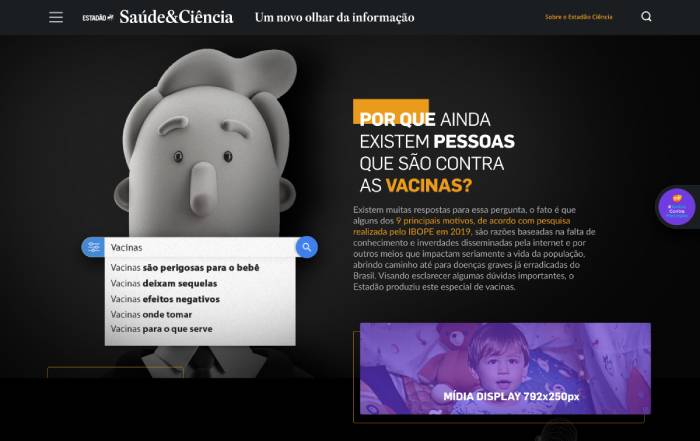 ESTADÃO Saúde&Ciência Um novo olhar da informação Sobre o Estadão Ciência
POR QUE AINDA
EXISTEM PESSOAS
QUE SÃO CONTRA
AS VACINAS?
Existem muitas respostas para essa pergunta, o fato é que
alguns dos 9 principais motivos, de acordo com pesquisa
realizada pelo IBOPE em 2019, são razões baseadas na falta de
conhecimento e inverdades disseminadas pela internet e por
outros meios que impactam seriamente a vida da população,
abrindo caminho até para doenças graves já erradicadas do
Brasil. Visando esclarecer algumas dúvidas importantes, o
Estadão produziu este especial de vacinas.
Vacinas
Vacinas são perigosas para o bebê
Vacinas deixam sequelas
Vacinas efeitos negativos
Vacinas onde tomar
Vacinas para o que serve
MÍDIA DISPLAY 792x250px